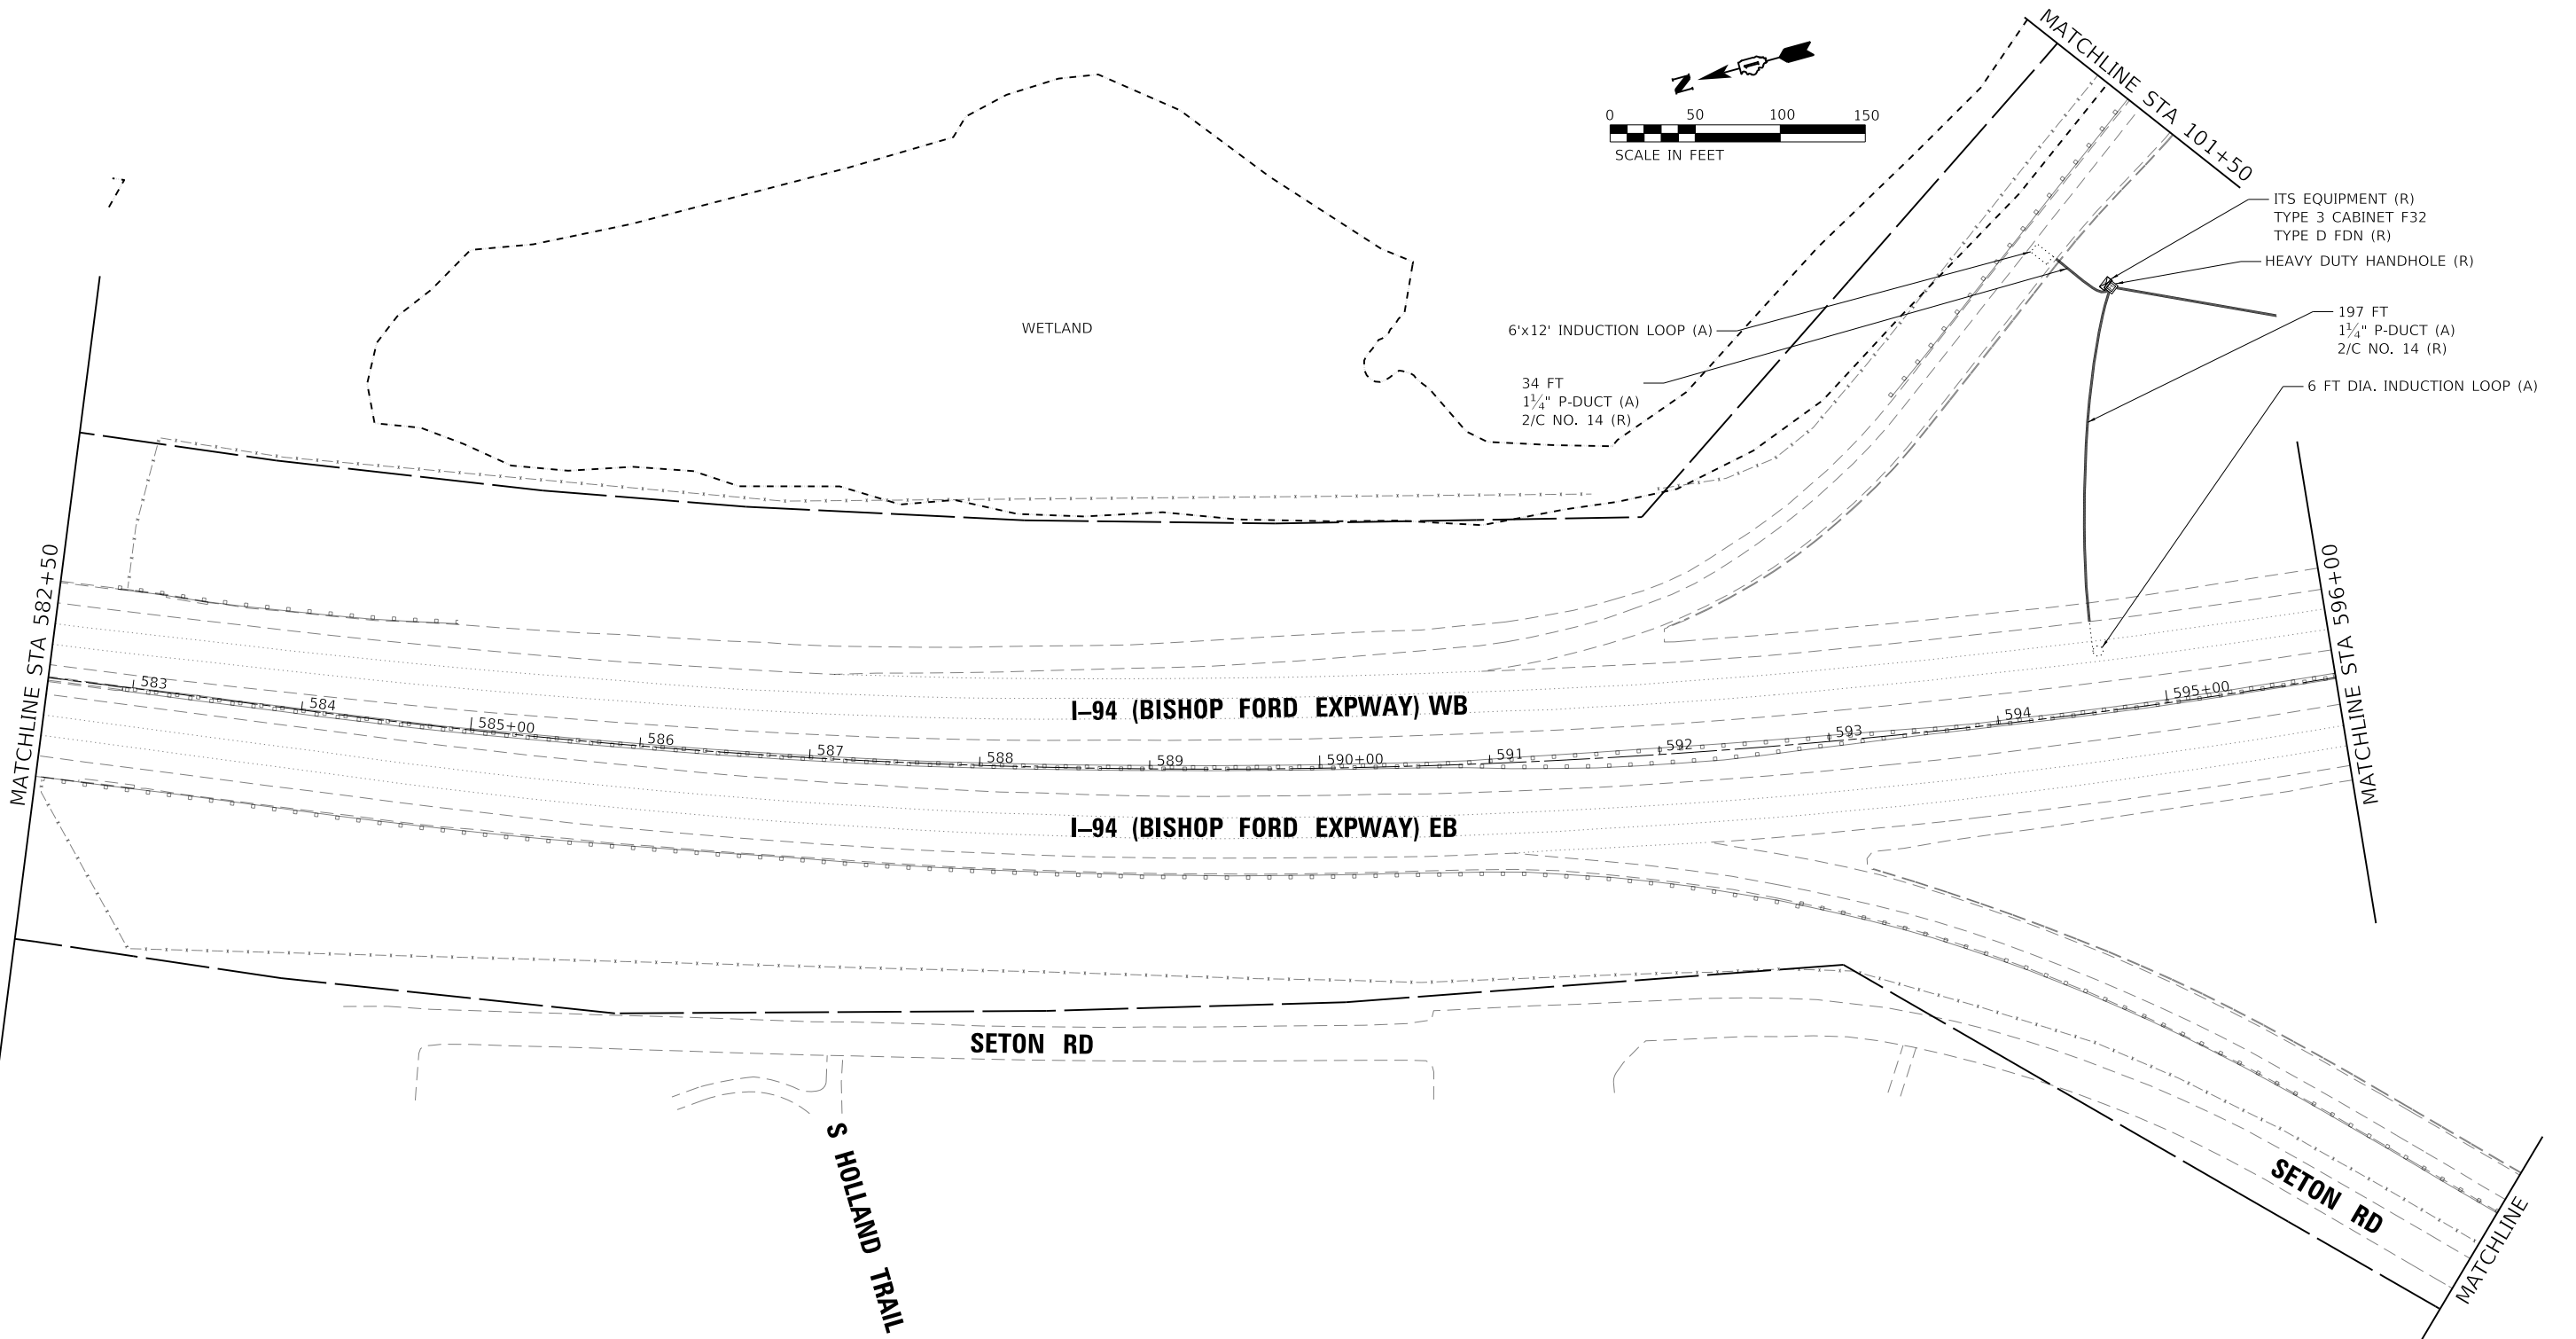 MATCHLINE STA 101+50
N
0 50 100 150
SCALE IN FEET
ITS EQUIPMENT (R)
TYPE 3 CABINET F32
TYPE D FDN (R)
HEAVY DUTY HANDHOLE (R)
197 FT
1¼" P-DUCT (A)
2/C NO. 14 (R)
6 FT DIA. INDUCTION LOOP (A)
WETLAND
6'x12' INDUCTION LOOP (A)
34 FT
1¼" P-DUCT (A)
2/C NO. 14 (R)
MATCHLINE STA 582+50
MATCHLINE STA 596+00
583
584
585+00
586
587
588
589
590+00
591
592
593
594
595+00
I–94 (BISHOP FORD EXPWAY) WB
I–94 (BISHOP FORD EXPWAY) EB
SETON RD
S HOLLAND TRAIL
SETON RD
MATCHLINE